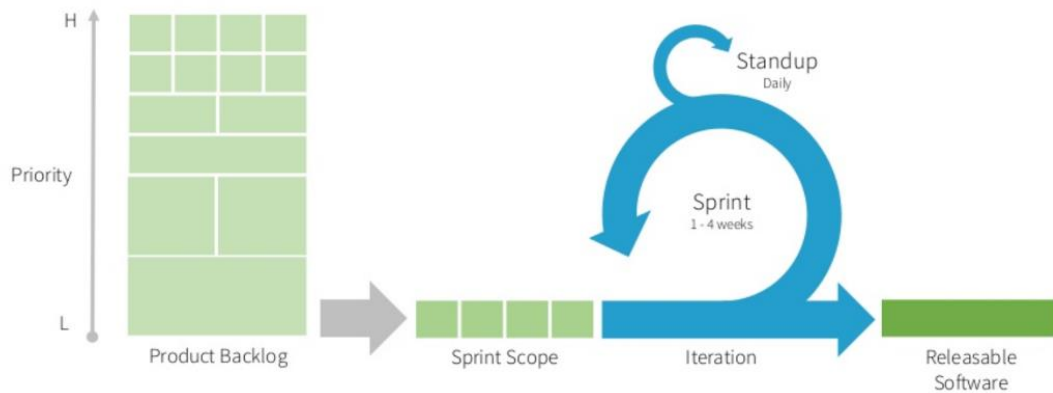 H
Priority
L
Product Backlog
Sprint Scope
Standup
Daily
Sprint
1 - 4 weeks
Iteration
Releasable
Software